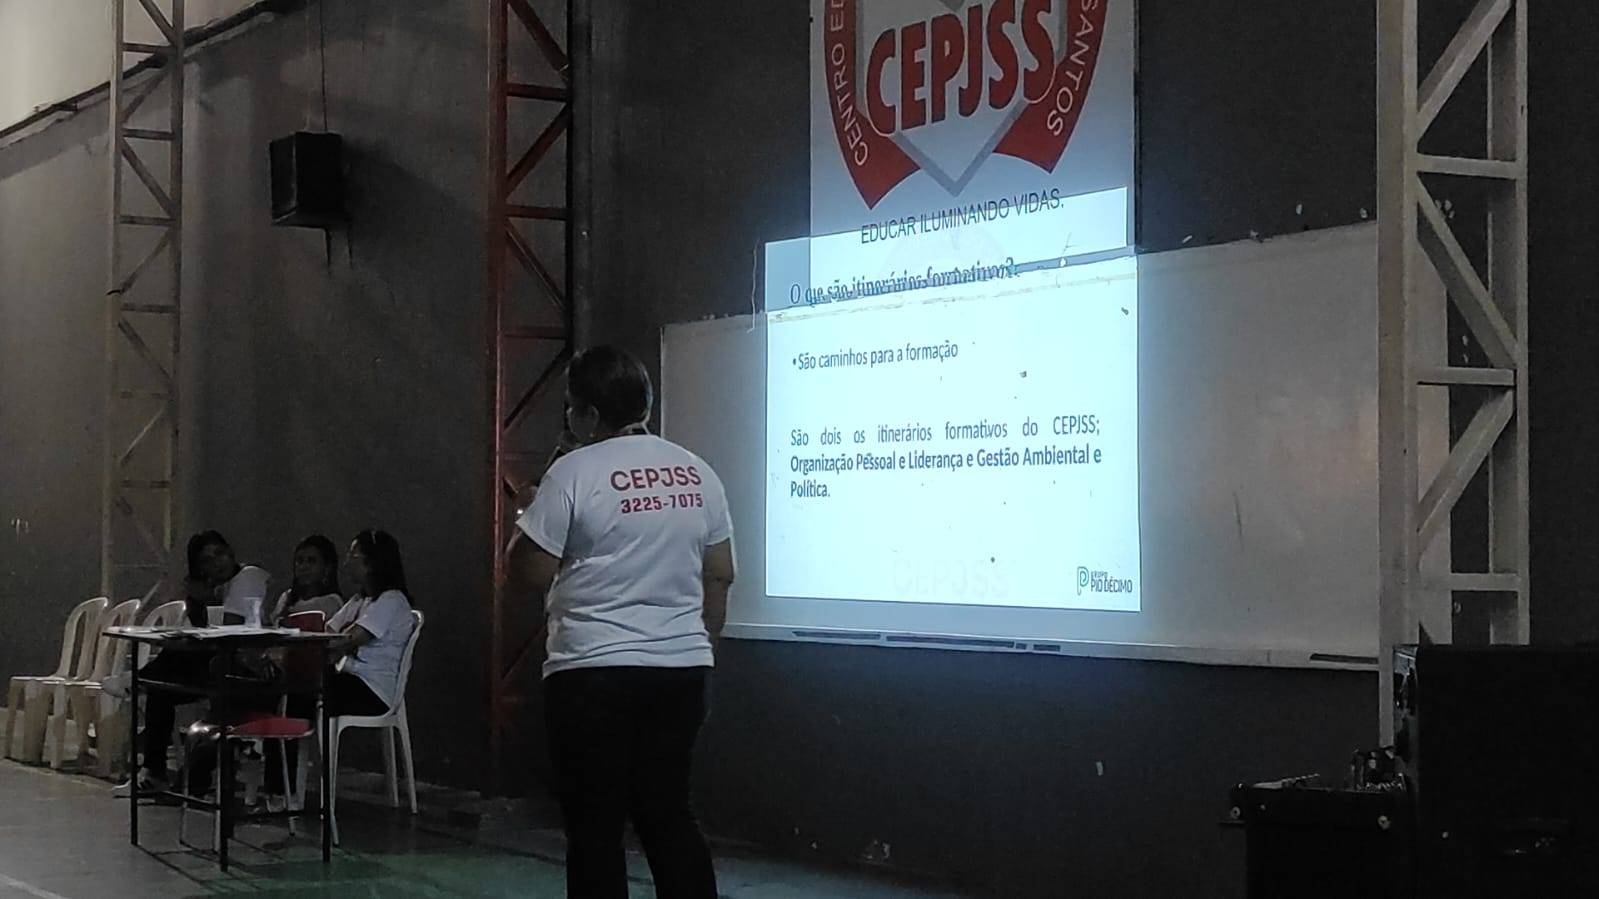 CENTRO ED
CEPJSS
SANTOS
EDUCAR ILUMINANDO VIDAS.
O que são itinerários formativos?
• São caminhos para a formação
São dois os itinerários formativos do CEPJSS;
Organização Pessoal e Liderança e Gestão Ambiental e
Política.
CEPJSS
GRUPO
PIO DÉCIMO
CEPJSS
3225-7075